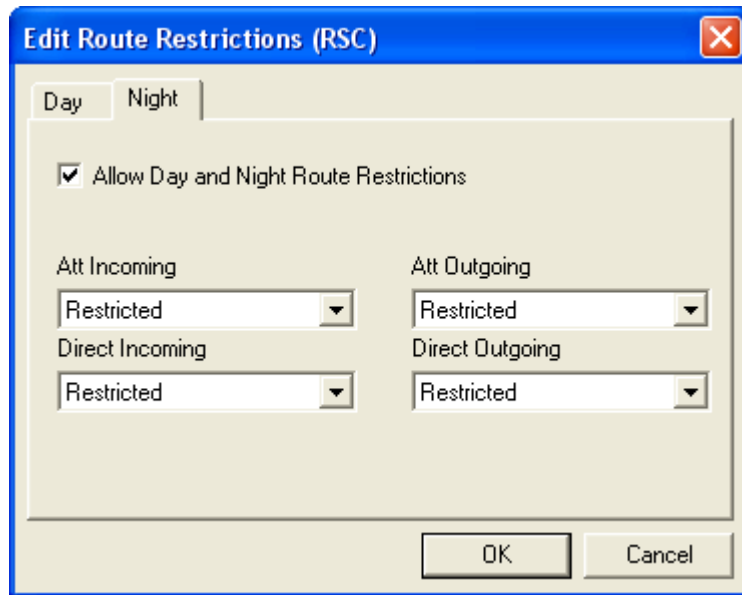 Edit Route Restrictions (RSC)
Day Night
Allow Day and Night Route Restrictions
Att Incoming Att Outgoing
Restricted Restricted
Direct Incoming Direct Outgoing
Restricted Restricted
OK Cancel